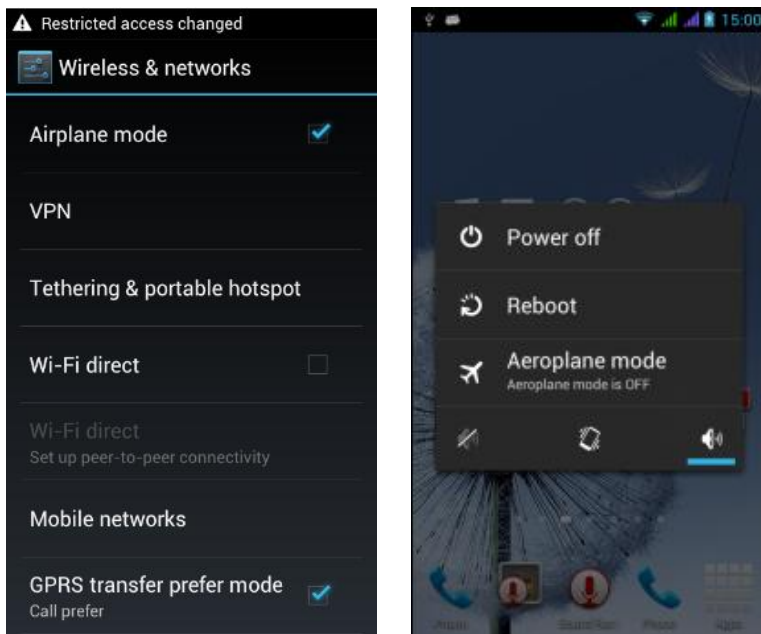 Restricted access changed
Wireless & networks
Airplane mode
VPN
Tethering & portable hotspot
Wi-Fi direct
Wi-Fi direct
Set up peer-to-peer connectivity
Mobile networks
GPRS transfer prefer mode
Call prefer
15:00
Power off
Reboot
Aeroplane mode
Aeroplane mode is OFF
Phone
Apps